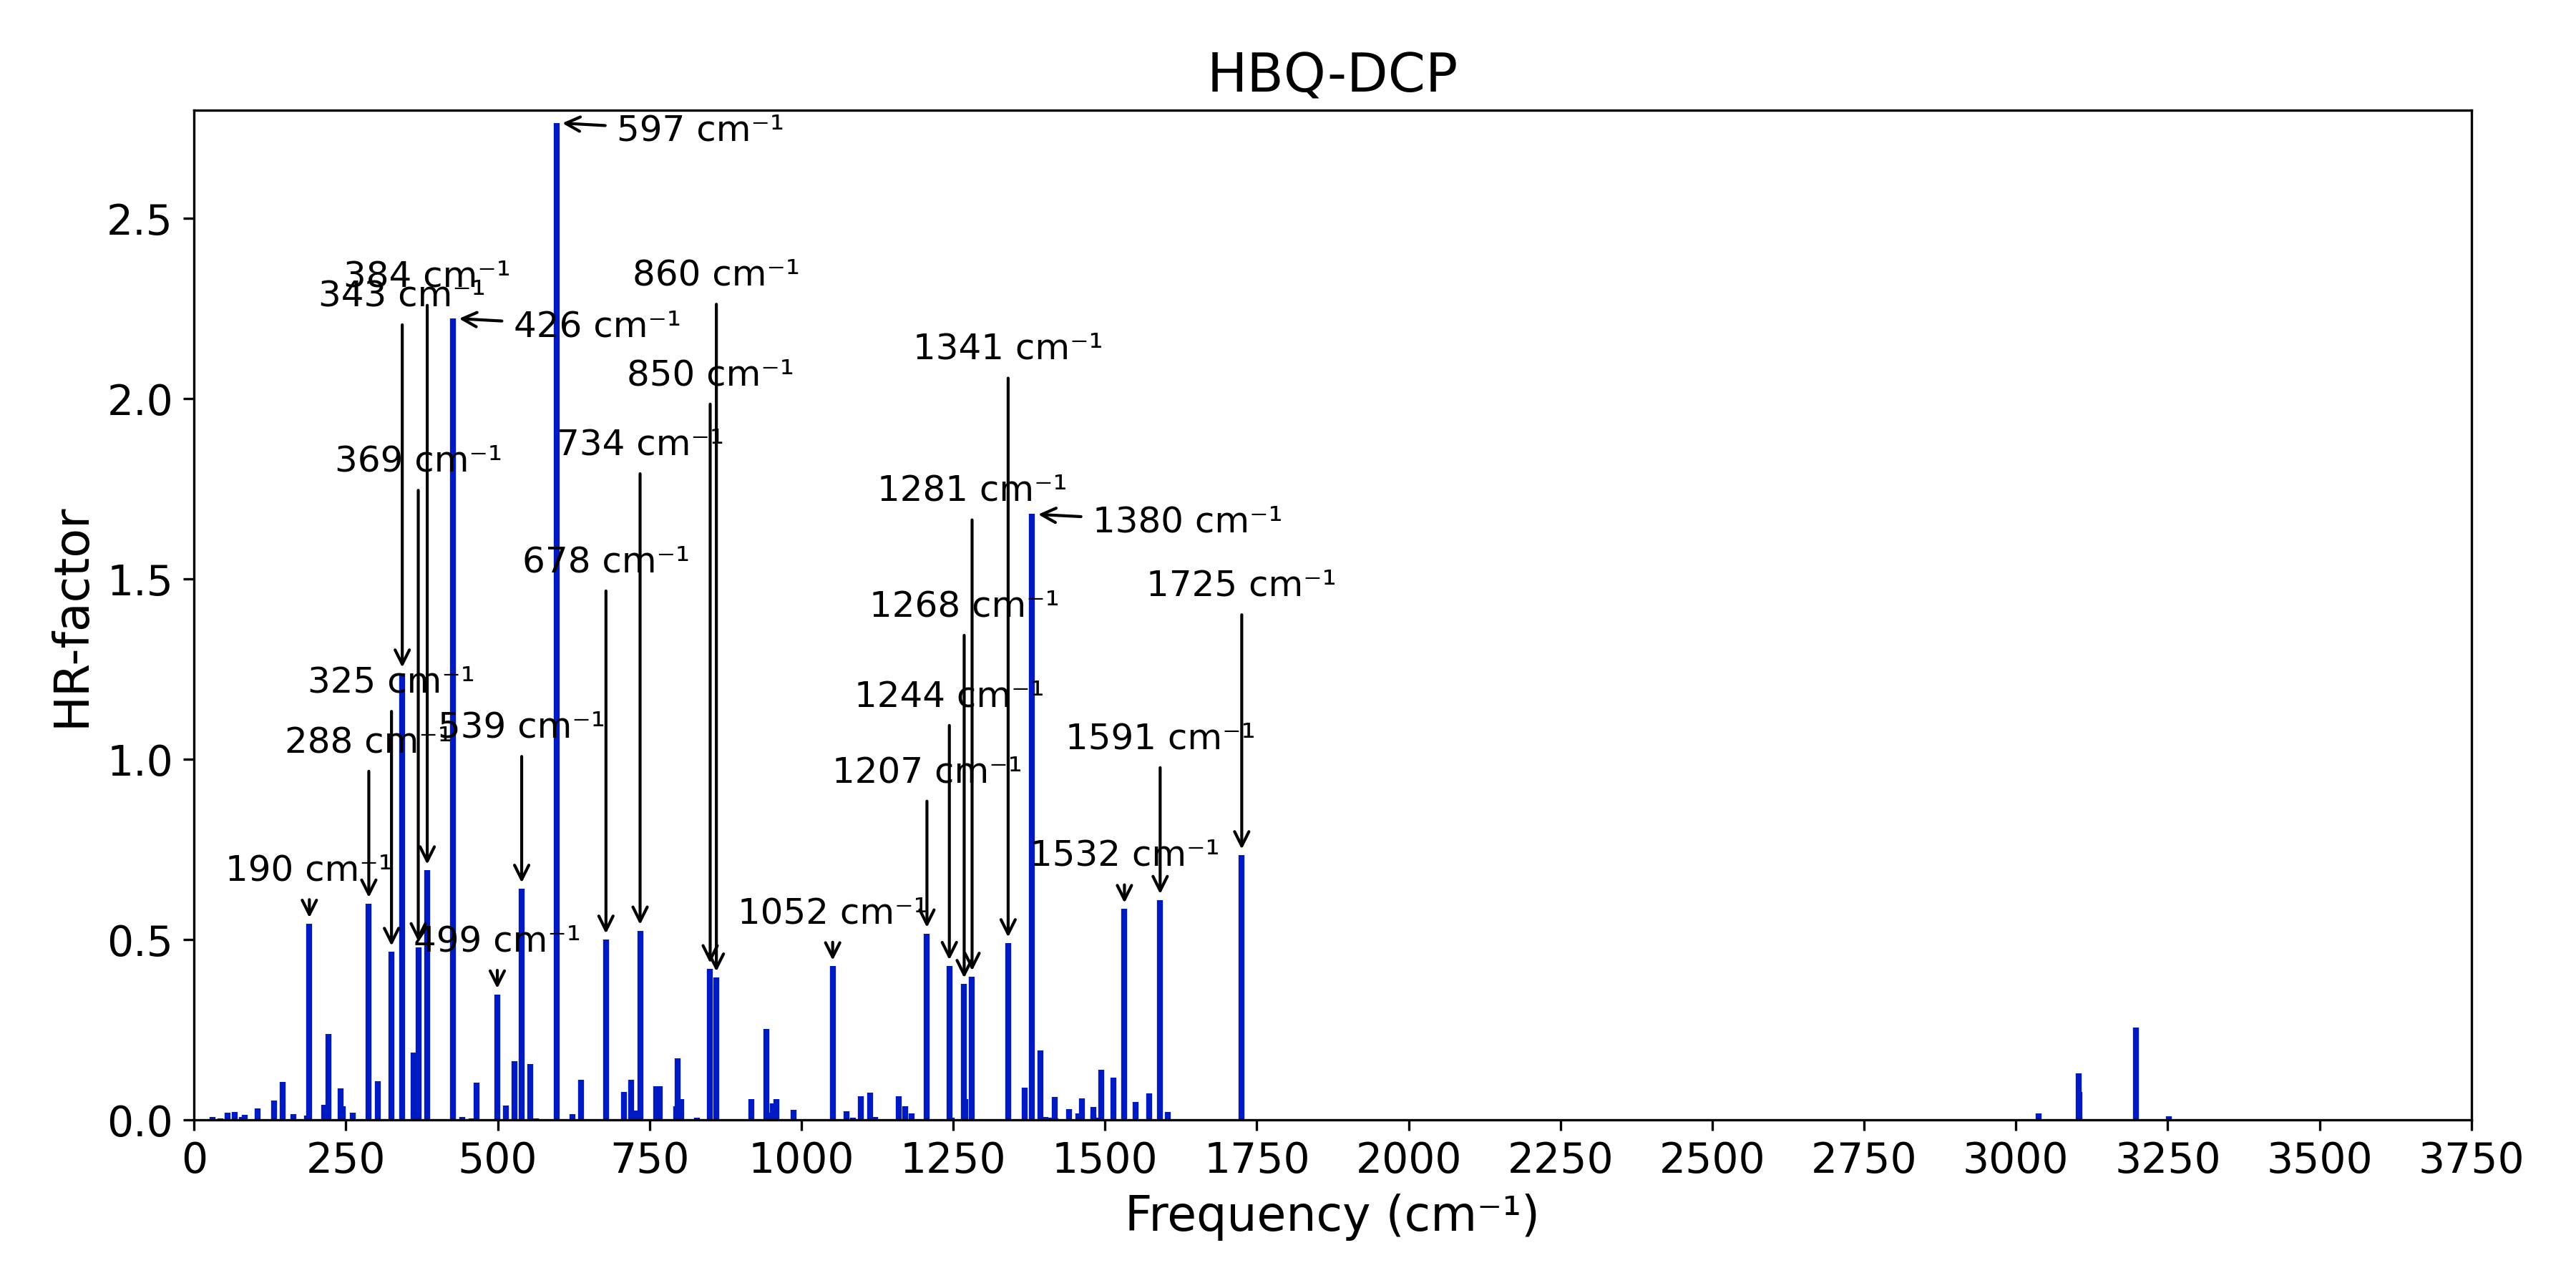 HBQ-DCP
597 cm⁻¹
384 cm⁻¹
860 cm⁻¹
343 cm⁻¹
426 cm⁻¹
1341 cm⁻¹
850 cm⁻¹
734 cm⁻¹
369 cm⁻¹
1281 cm⁻¹
1380 cm⁻¹
678 cm⁻¹
1725 cm⁻¹
1268 cm⁻¹
325 cm⁻¹
1244 cm⁻¹
539 cm⁻¹
288 cm⁻¹
1591 cm⁻¹
1207 cm⁻¹
1532 cm⁻¹
190 cm⁻¹
1052 cm⁻¹
499 cm⁻¹
HR-factor
2.5
2.0
1.5
1.0
0.5
0.0
0 250 500 750 1000 1250 1500 1750 2000 2250 2500 2750 3000 3250 3500 3750
Frequency (cm⁻¹)